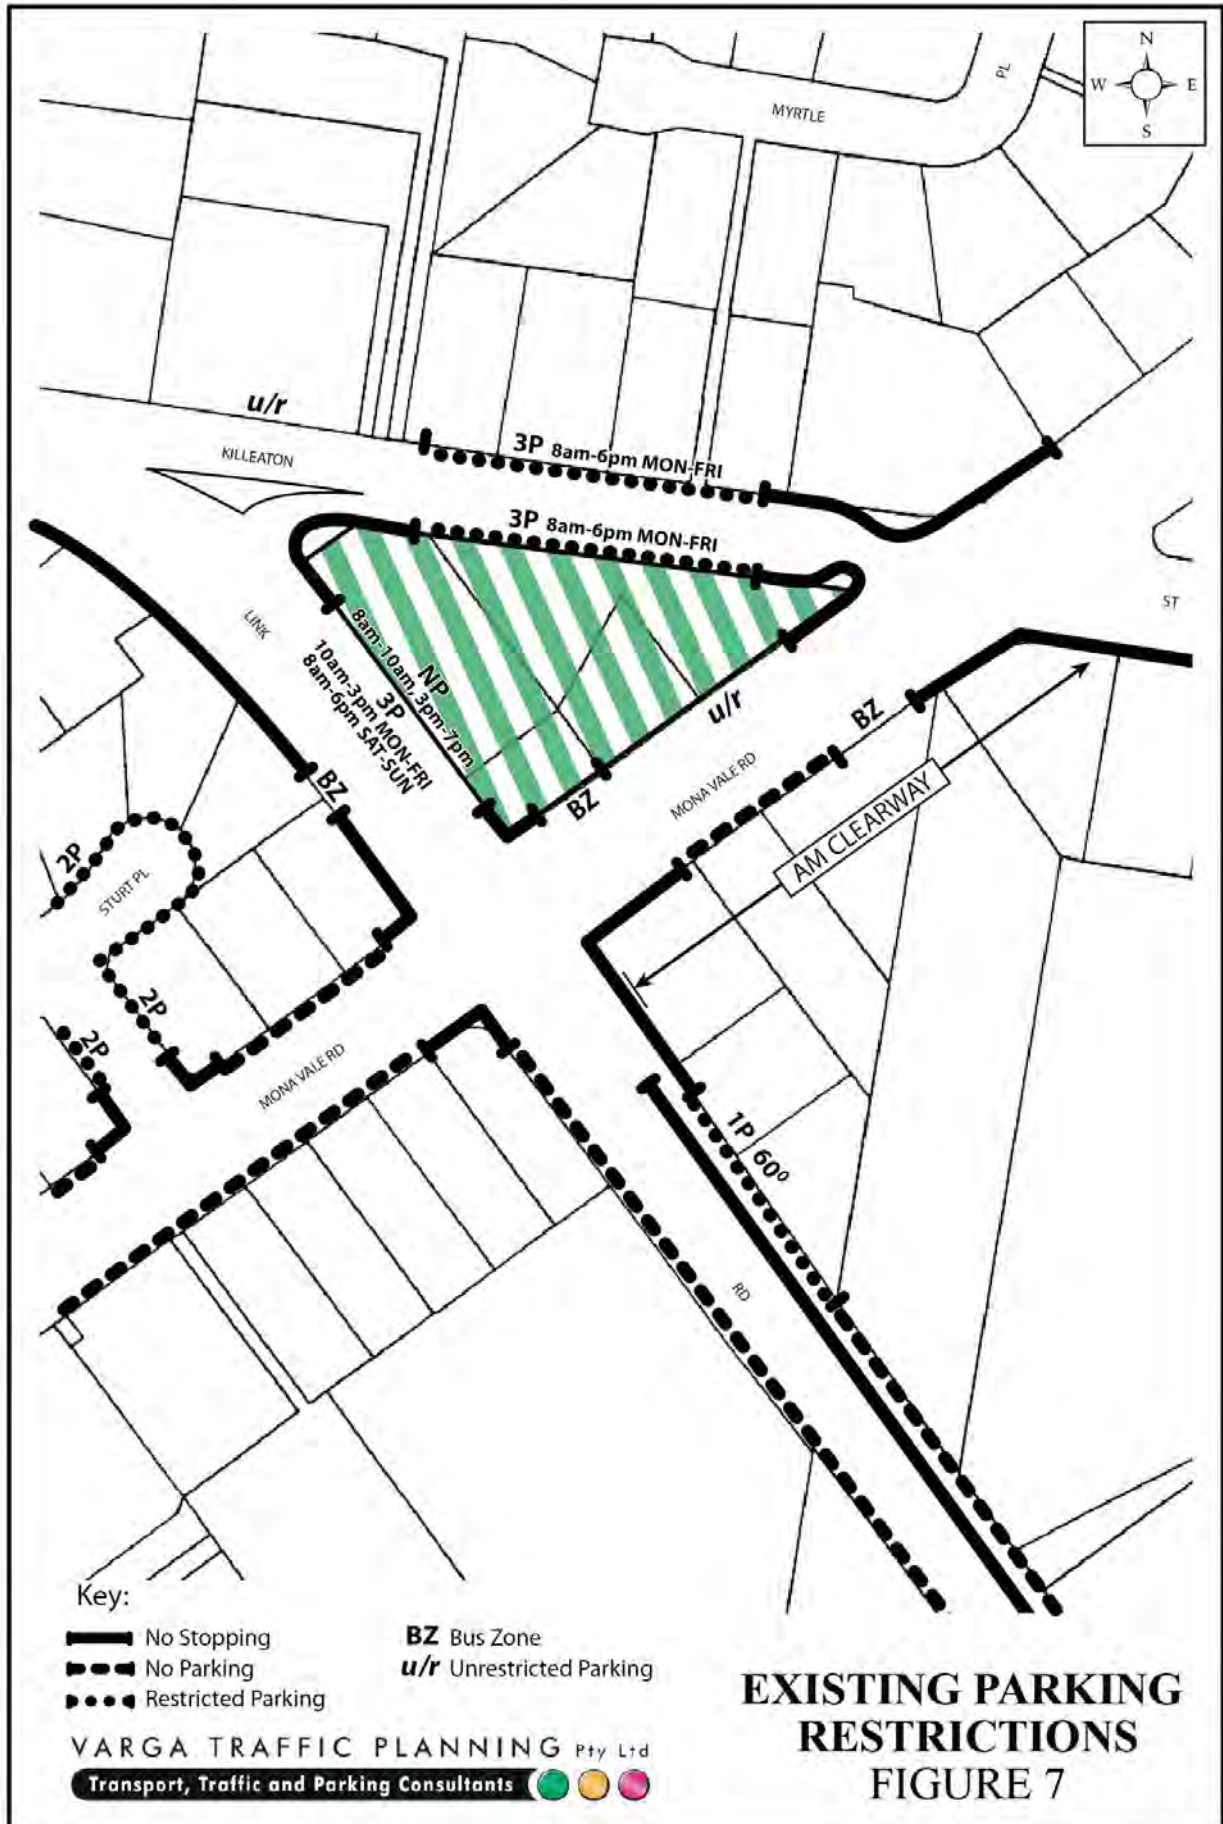 N
W E
S
PL
MYRTLE
u/r
KILLEATON
3P 8am-6pm MON-FRI
3P 8am-6pm MON-FRI
ST
LINK
8am-10am, 3pm-7pm
NP
3P
10am-3pm MON-FRI
8am-6pm SAT-SUN
u/r
BZ
BZ
MONA VALE RD
BZ
AM CLEARWAY
2P
STURT PL
2P
2P
MONA VALE RD
1P 60º
RD
Key:
No Stopping
No Parking
Restricted Parking
BZ Bus Zone
u/r Unrestricted Parking
EXISTING PARKING
RESTRICTIONS
FIGURE 7
VARGA TRAFFIC PLANNING Pty Ltd
Transport, Traffic and Parking Consultants